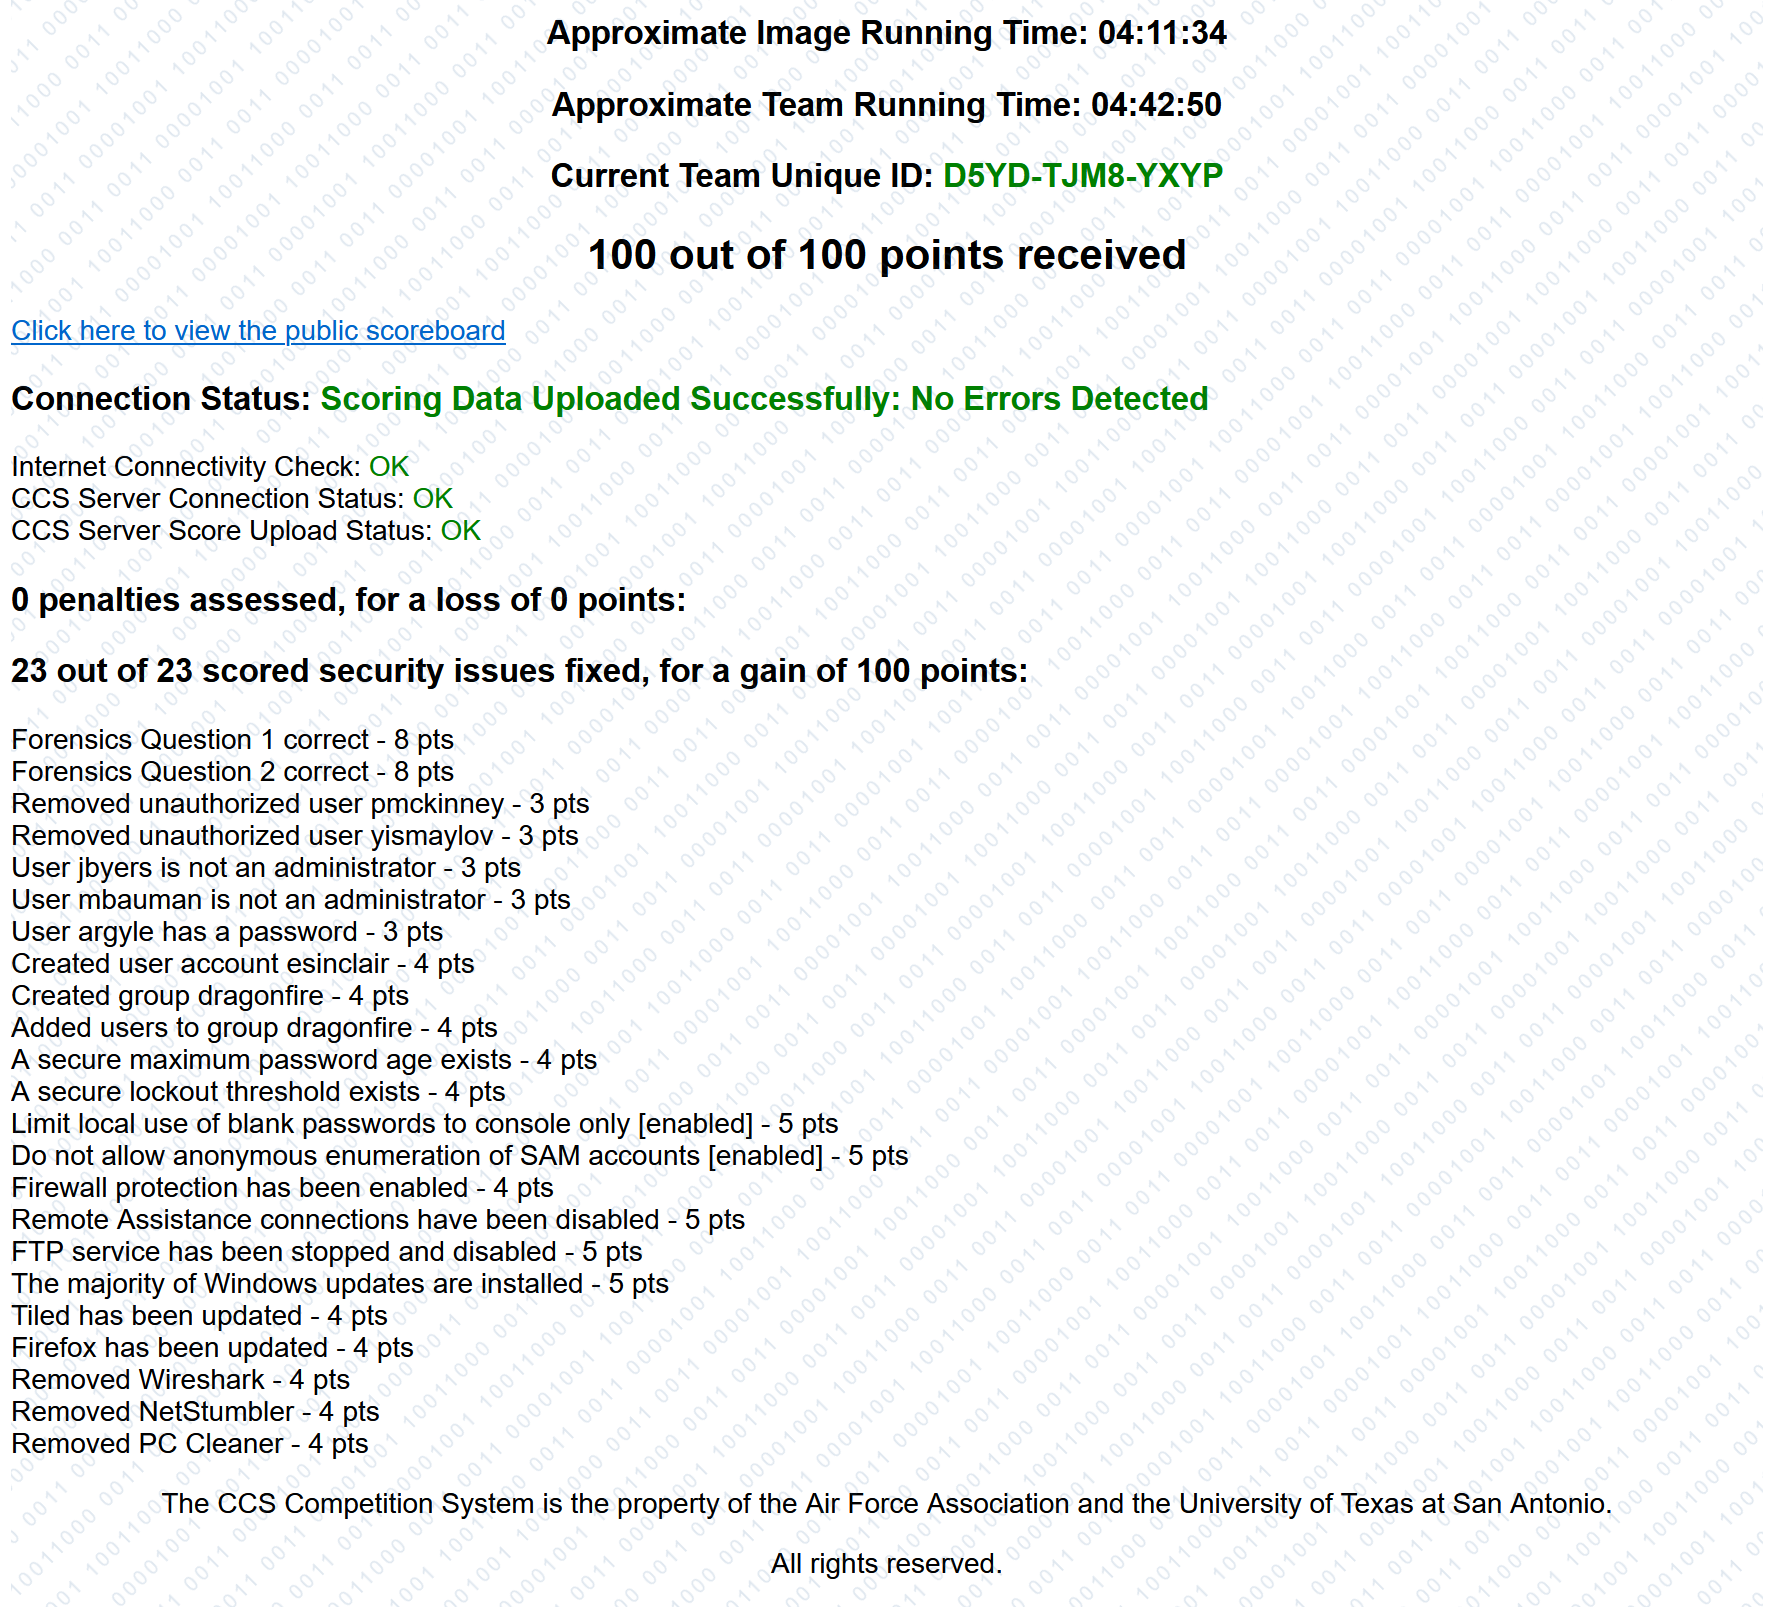 Approximate Image Running Time: 04:11:34
Approximate Team Running Time: 04:42:50
Current Team Unique ID: D5YD-TJM8-YXYP
100 out of 100 points received
Click here to view the public scoreboard
Connection Status: Scoring Data Uploaded Successfully: No Errors Detected
Internet Connectivity Check: OK
CCS Server Connection Status: OK
CCS Server Score Upload Status: OK
0 penalties assessed, for a loss of 0 points:
23 out of 23 scored security issues fixed, for a gain of 100 points:
Forensics Question 1 correct - 8 pts
Forensics Question 2 correct - 8 pts
Removed unauthorized user pmckinney - 3 pts
Removed unauthorized user yismaylov - 3 pts
User jbyers is not an administrator - 3 pts
User mbauman is not an administrator - 3 pts
User argyle has a password - 3 pts
Created user account esinclair - 4 pts
Created group dragonfire - 4 pts
Added users to group dragonfire - 4 pts
A secure maximum password age exists - 4 pts
A secure lockout threshold exists - 4 pts
Limit local use of blank passwords to console only [enabled] - 5 pts
Do not allow anonymous enumeration of SAM accounts [enabled] - 5 pts
Firewall protection has been enabled - 4 pts
Remote Assistance connections have been disabled - 5 pts
FTP service has been stopped and disabled - 5 pts
The majority of Windows updates are installed - 5 pts
Tiled has been updated - 4 pts
Firefox has been updated - 4 pts
Removed Wireshark - 4 pts
Removed NetStumbler - 4 pts
Removed PC Cleaner - 4 pts
The CCS Competition System is the property of the Air Force Association and the University of Texas at San Antonio.
All rights reserved.